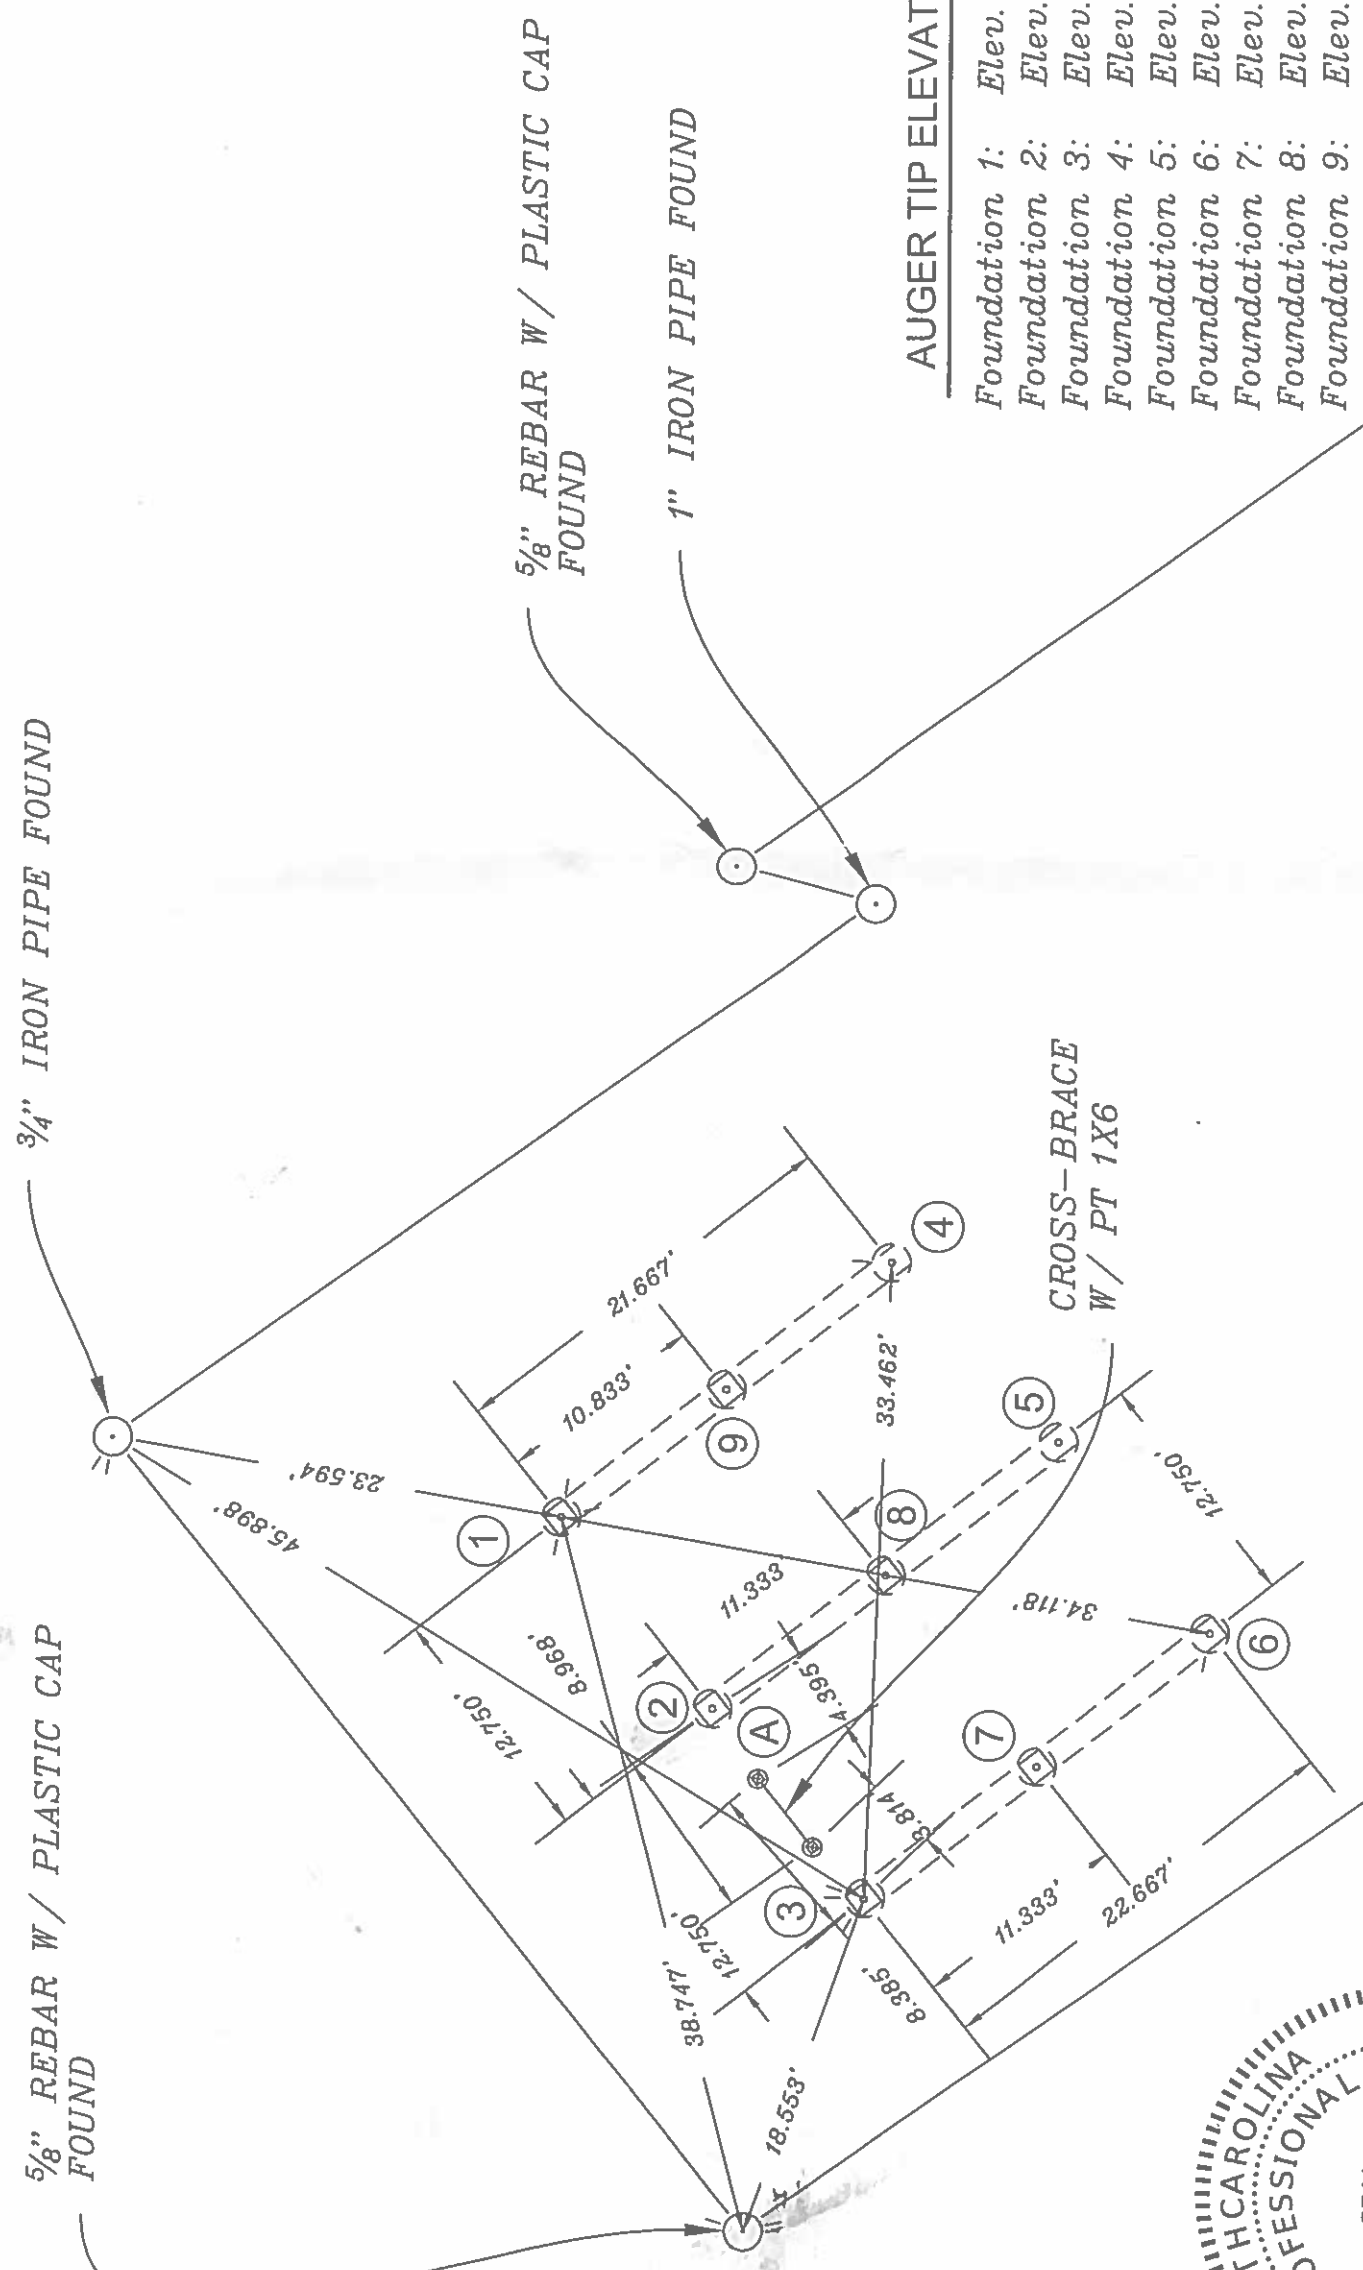 5/8" REBAR W/ PLASTIC CAP
FOUND
3/4" IRON PIPE FOUND
5/8" REBAR W/ PLASTIC CAP
FOUND
1" IRON PIPE FOUND
45.898'
23.594'
1
12.750'
8.968'
2
A
11.333'
4.395'
10.833'
21.667'
9
4
33.462'
8
5
12.750'
34.118'
6
7
3.814
3
12.750'
38.747'
18.553'
8.385'
11.333'
22.667'
CROSS-BRACE
W/ PT 1X6
AUGER TIP ELEVAT
Foundation 1: Elev.
Foundation 2: Elev.
Foundation 3: Elev.
Foundation 4: Elev.
Foundation 5: Elev.
Foundation 6: Elev.
Foundation 7: Elev.
Foundation 8: Elev.
Foundation 9: Elev.
THCAROLINA
OFESSIONAL